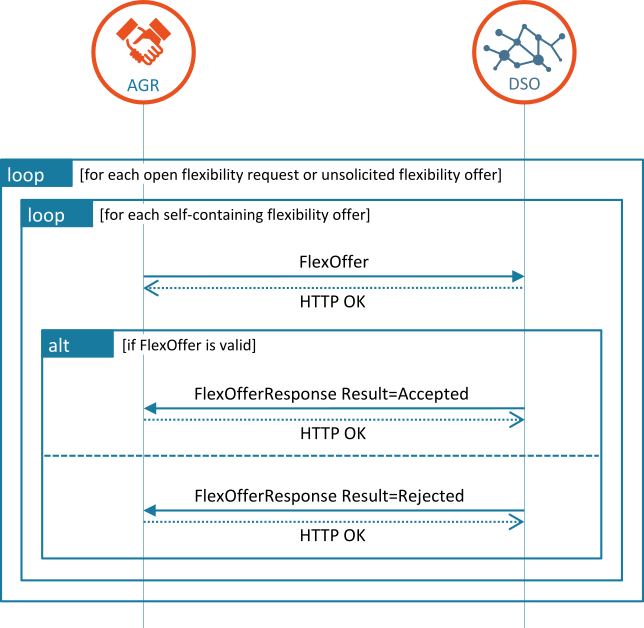 AGR
DSO
loop
[for each open flexibility request or unsolicited flexibility offer]
loop
[for each self-containing flexibility offer]
FlexOffer
HTTP OK
alt
[if FlexOffer is valid]
FlexOfferResponse Result=Accepted
HTTP OK
FlexOfferResponse Result=Rejected
HTTP OK